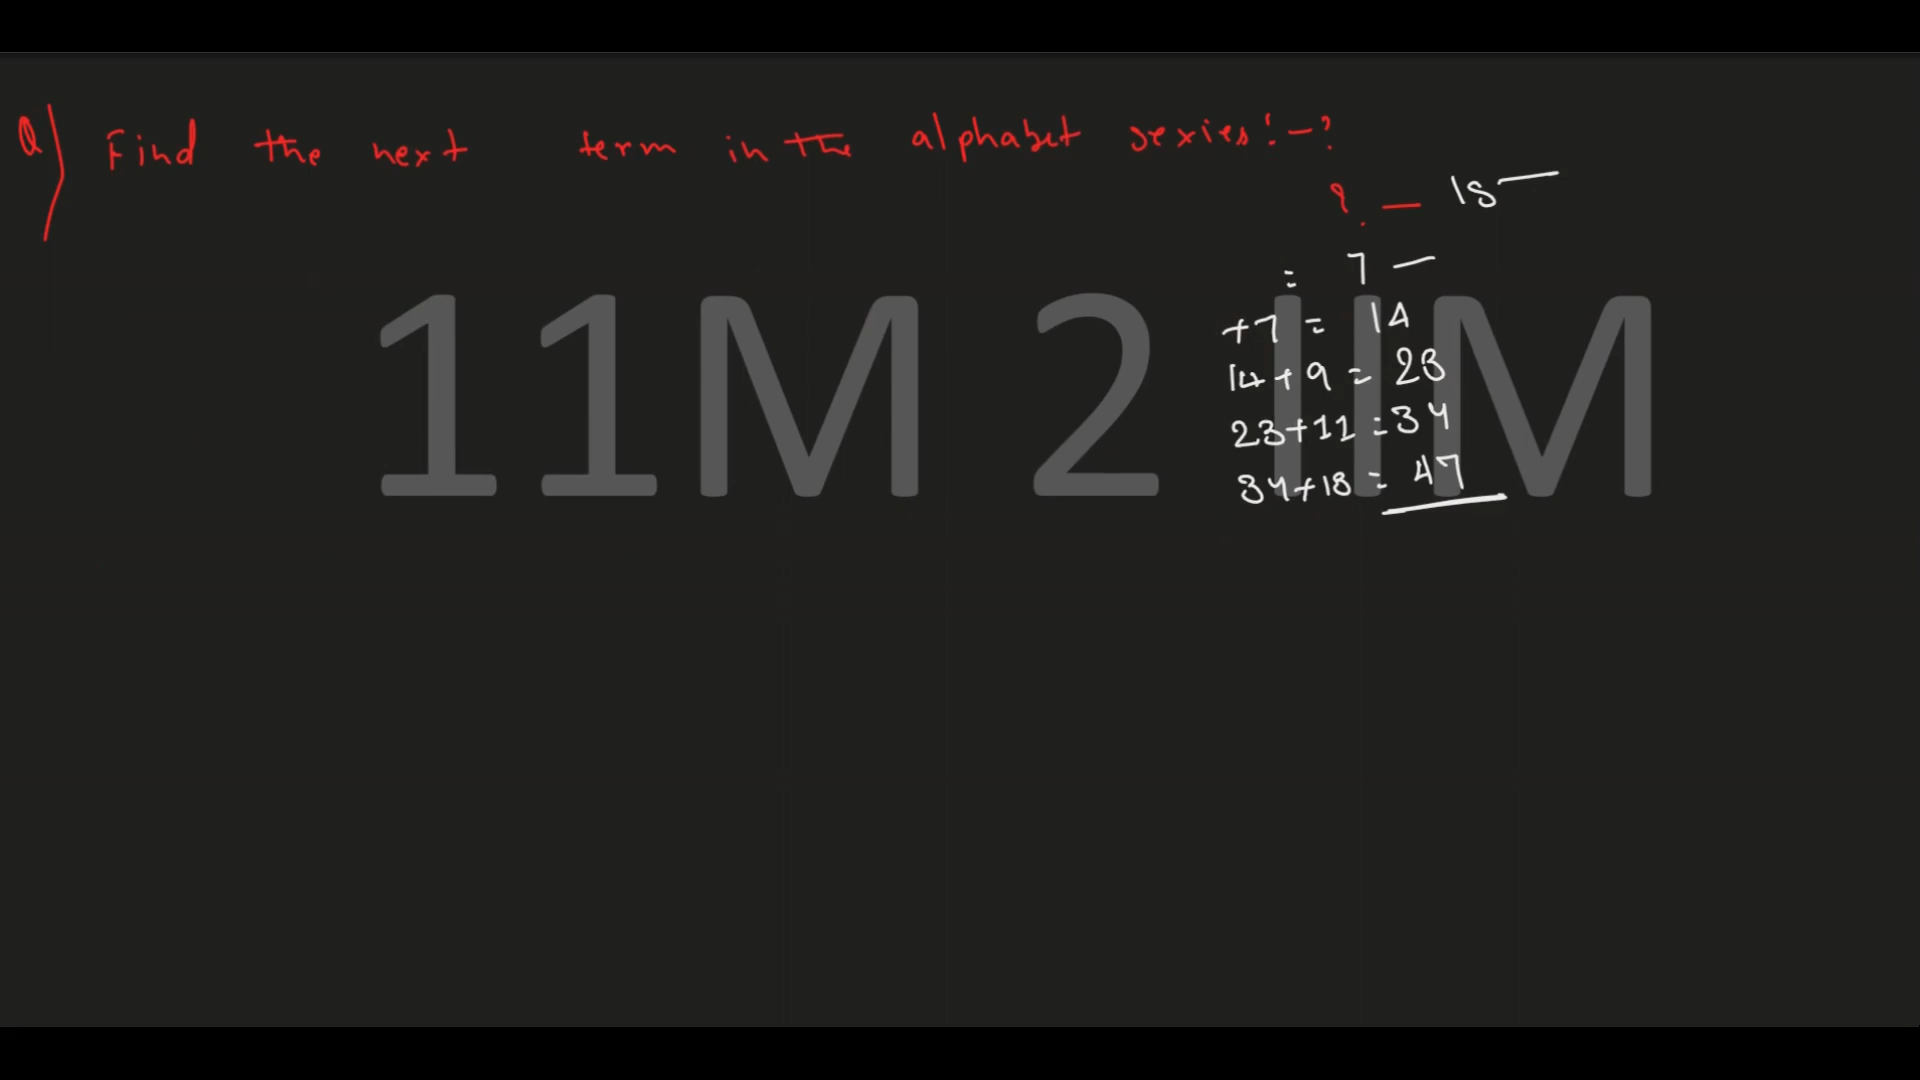 Q) Find the next term in the alphabet series:-?
? - 15
= 7
+7 = 14
14+9 = 23
23+11 = 34
34+13 = 47
11M 2 11M